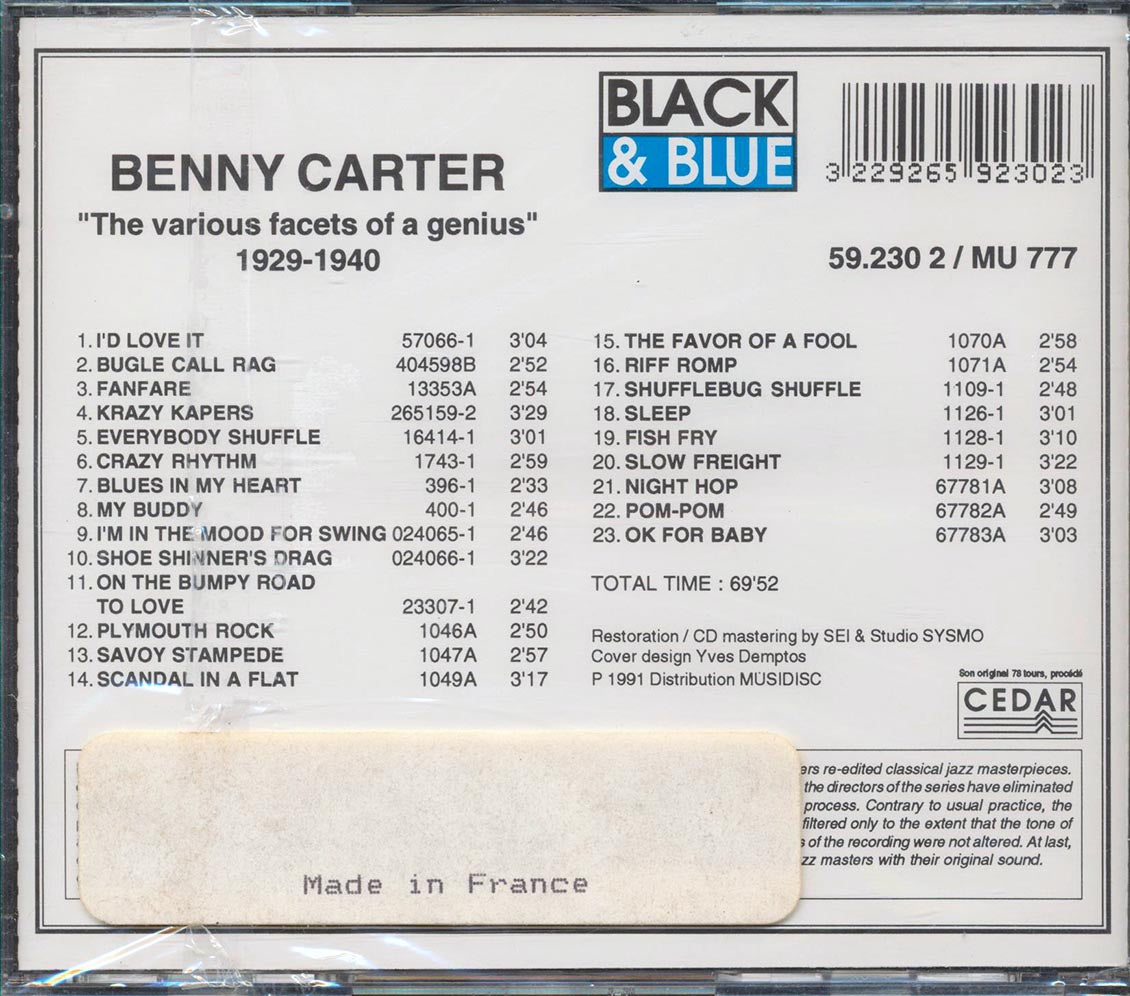 BLACK
& BLUE
3 229265 923023
BENNY CARTER
"The various facets of a genius"
1929-1940
59.230 2 / MU 777
1. I'D LOVE IT 57066-1 3'04
2. BUGLE CALL RAG 404598B 2'52
3. FANFARE 13353A 2'54
4. KRAZY KAPERS 265159-2 3'29
5. EVERYBODY SHUFFLE 16414-1 3'01
6. CRAZY RHYTHM 1743-1 2'59
7. BLUES IN MY HEART 396-1 2'33
8. MY BUDDY 400-1 2'46
9. I'M IN THE MOOD FOR SWING 024065-1 2'46
10. SHOE SHINNER'S DRAG 024066-1 3'22
11. ON THE BUMPY ROAD
TO LOVE 23307-1 2'42
12. PLYMOUTH ROCK 1046A 2'50
13. SAVOY STAMPEDE 1047A 2'57
14. SCANDAL IN A FLAT 1049A 3'17
15. THE FAVOR OF A FOOL 1070A 2'58
16. RIFF ROMP 1071A 2'54
17. SHUFFLEBUG SHUFFLE 1109-1 2'48
18. SLEEP 1126-1 3'01
19. FISH FRY 1128-1 3'10
20. SLOW FREIGHT 1129-1 3'22
21. NIGHT HOP 67781A 3'08
22. POM-POM 67782A 2'49
23. OK FOR BABY 67783A 3'03
TOTAL TIME : 69'52
Restoration / CD mastering by SEI & Studio SYSMO
Cover design Yves Demptos
P 1991 Distribution MUSIDISC
Son original 78 tours, procédé
CEDAR
re-edited classical jazz masterpieces.
the directors of the series have eliminated
process. Contrary to usual practice, the
filtered only to the extent that the tone of
of the recording were not altered. At last,
masters with their original sound.
Made in France